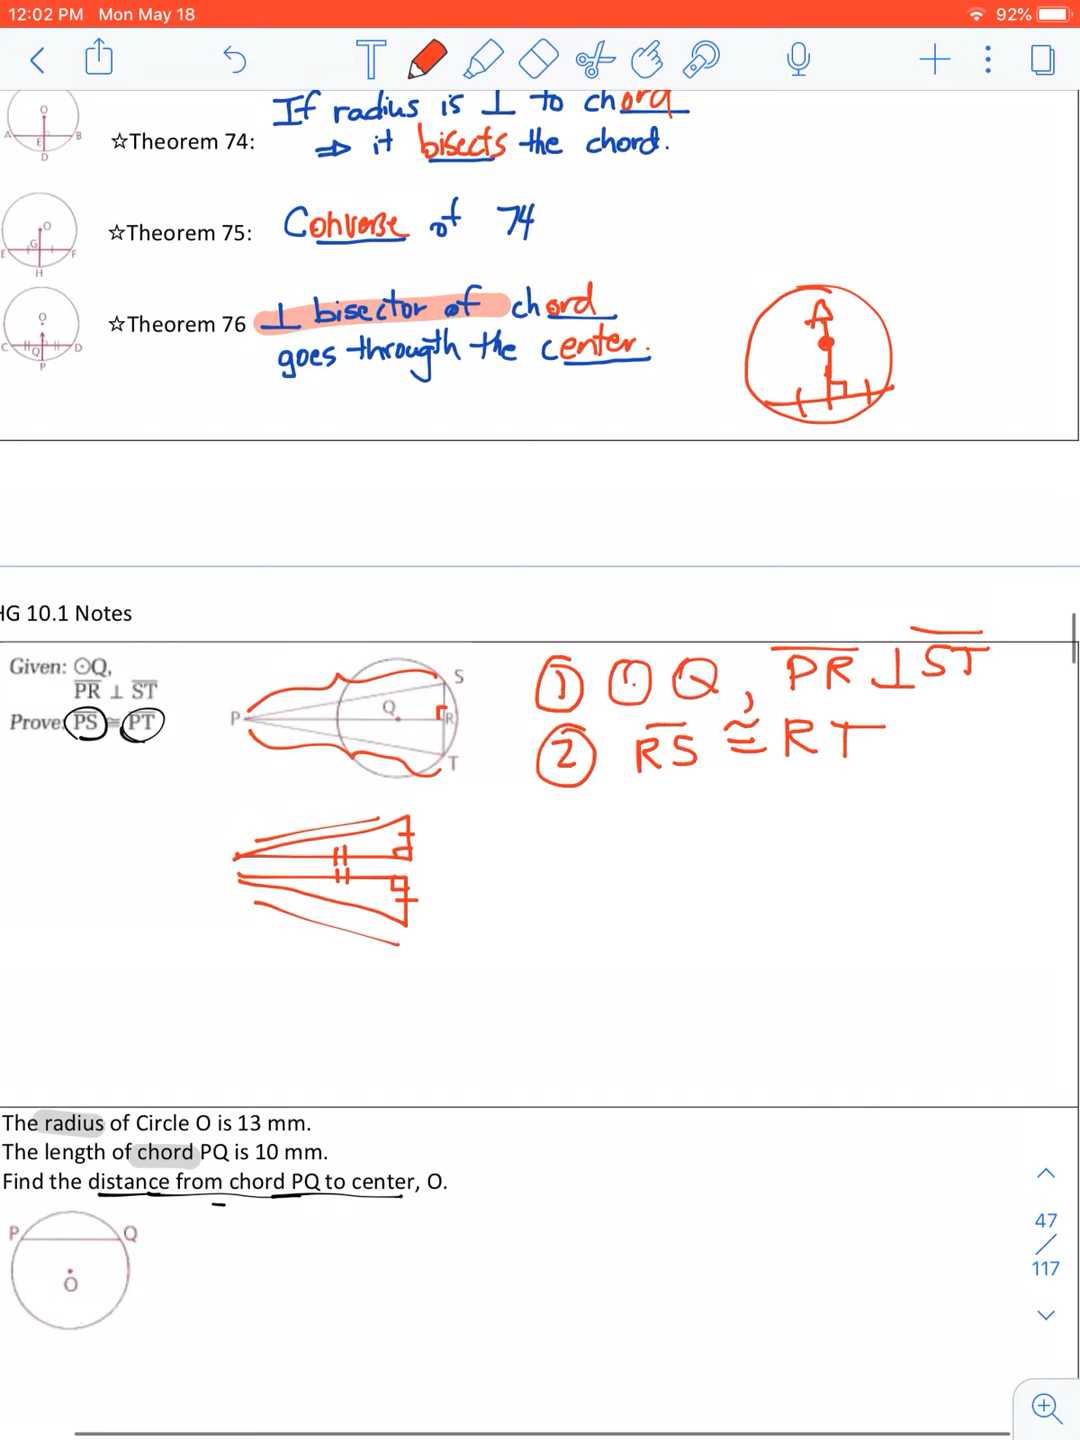 12:02 PM Mon May 18
92%
T
If radius is ⊥ to chord
☆Theorem 74:
⇒ it bisects the chord.
O
A
E
B
D
☆Theorem 75:
Converse of 74
O
E
G
F
H
☆Theorem 76
⊥ bisector of chord
goes through the center.
O
C
Q
D
P
A
HG 10.1 Notes
Given: ⊙Q,
PR ⊥ ST
Prove: PS ≅ PT
P
Q
S
R
T
① ⊙ Q, PR ⊥ ST
② RS ≅ RT
The radius of Circle O is 13 mm.
The length of chord PQ is 10 mm.
Find the distance from chord PQ to center, O.
P
Q
O
47
/
117